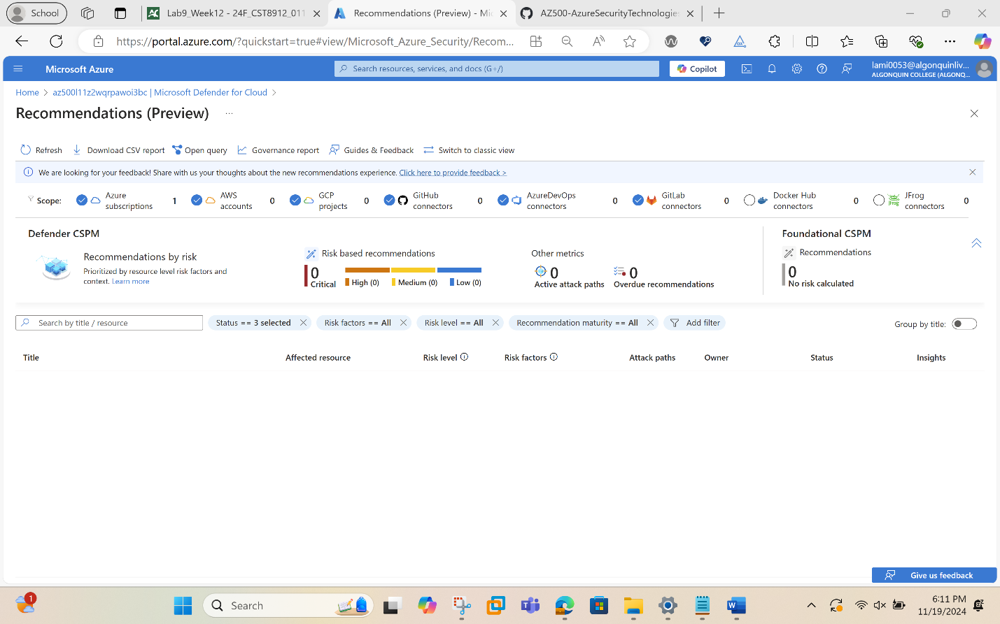 School
Lab9_Week12 - 24F_CST8912_011
Recommendations (Preview) - Mi
AZ500-AzureSecurityTechnologies
https://portal.azure.com/?quickstart=true#view/Microsoft_Azure_Security/Recom...
Microsoft Azure
Search resources, services, and docs (G+/)
Copilot
lami0053@algonquinliv...
ALGONQUIN COLLEGE (ALGONQ...
Home > az500l11z2wqrpawoi3bc | Microsoft Defender for Cloud >
Recommendations (Preview) ...
Refresh Download CSV report Open query Governance report Guides & Feedback Switch to classic view
We are looking for your feedback! Share with us your thoughts about the new recommendations experience. Click here to provide feedback >
Scope:
Azure subscriptions 1
AWS accounts 0
GCP projects 0
GitHub connectors 0
AzureDevOps connectors 0
GitLab connectors 0
Docker Hub connectors 0
JFrog connectors 0
Defender CSPM
Recommendations by risk
Prioritized by resource level risk factors and
context. Learn more
Risk based recommendations
0
Critical
High (0) Medium (0) Low (0)
Other metrics
0
Active attack paths
0
Overdue recommendations
Foundational CSPM
Recommendations
0
No risk calculated
Search by title / resource
Status == 3 selected
Risk factors == All
Risk level == All
Recommendation maturity == All
Add filter
Group by title:
Title Affected resource Risk level Risk factors Attack paths Owner Status Insights
Give us feedback
1
Search
6:11 PM
11/19/2024